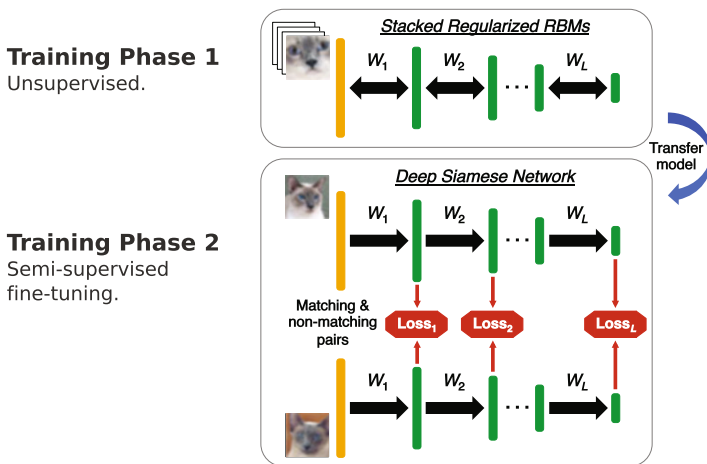 Training Phase 1
Unsupervised.
Stacked Regularized RBMs
W1 W2 ... WL
Transfer
model
Training Phase 2
Semi-supervised
fine-tuning.
Deep Siamese Network
W1 W2 ... WL
Matching &
non-matching
pairs
Loss1 Loss2 LossL
W1 W2 ... WL